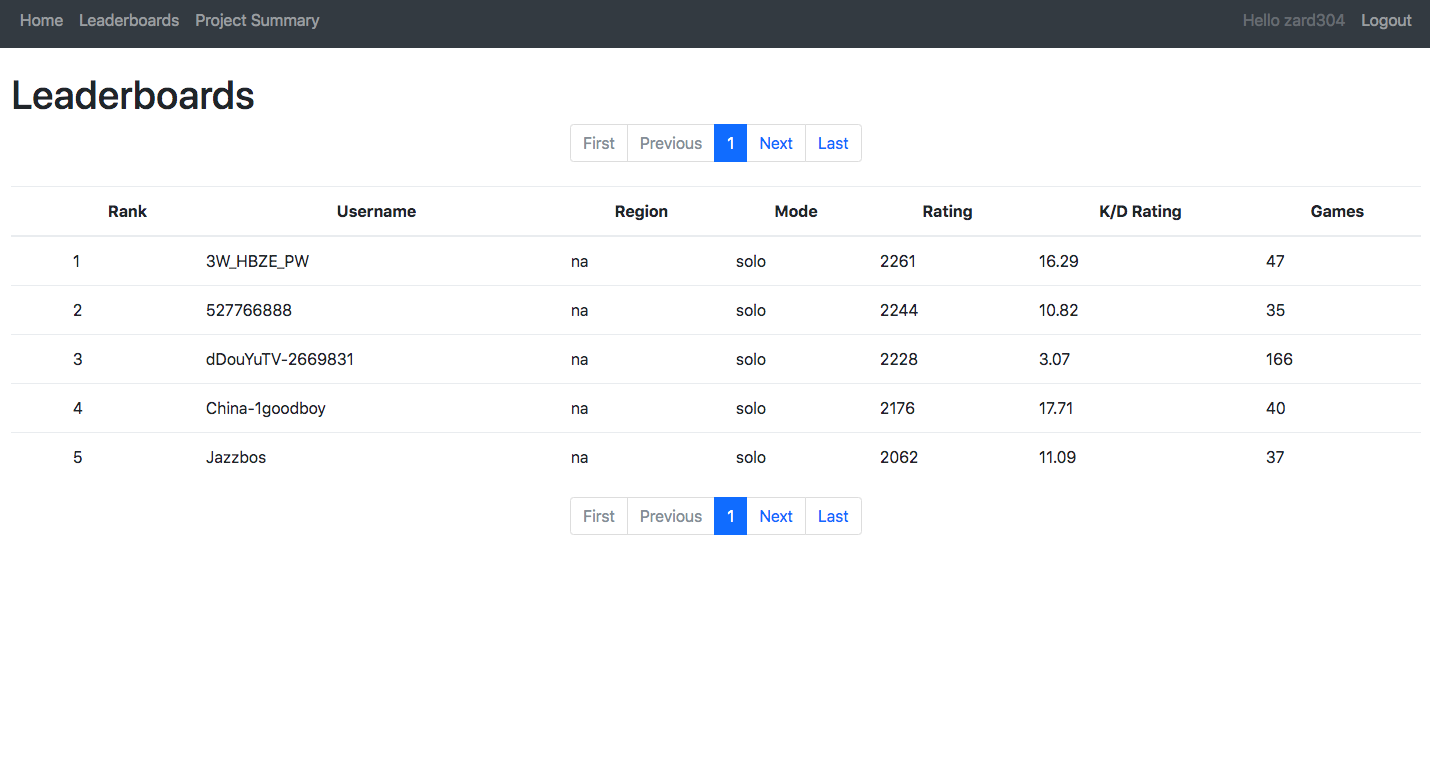 Home Leaderboards Project Summary Hello zard304 Logout
Leaderboards
First Previous 1 Next Last
Rank Username Region Mode Rating K/D Rating Games
1 3W_HBZE_PW na solo 2261 16.29 47
2 527766888 na solo 2244 10.82 35
3 dDouYuTV-2669831 na solo 2228 3.07 166
4 China-1goodboy na solo 2176 17.71 40
5 Jazzbos na solo 2062 11.09 37
First Previous 1 Next Last